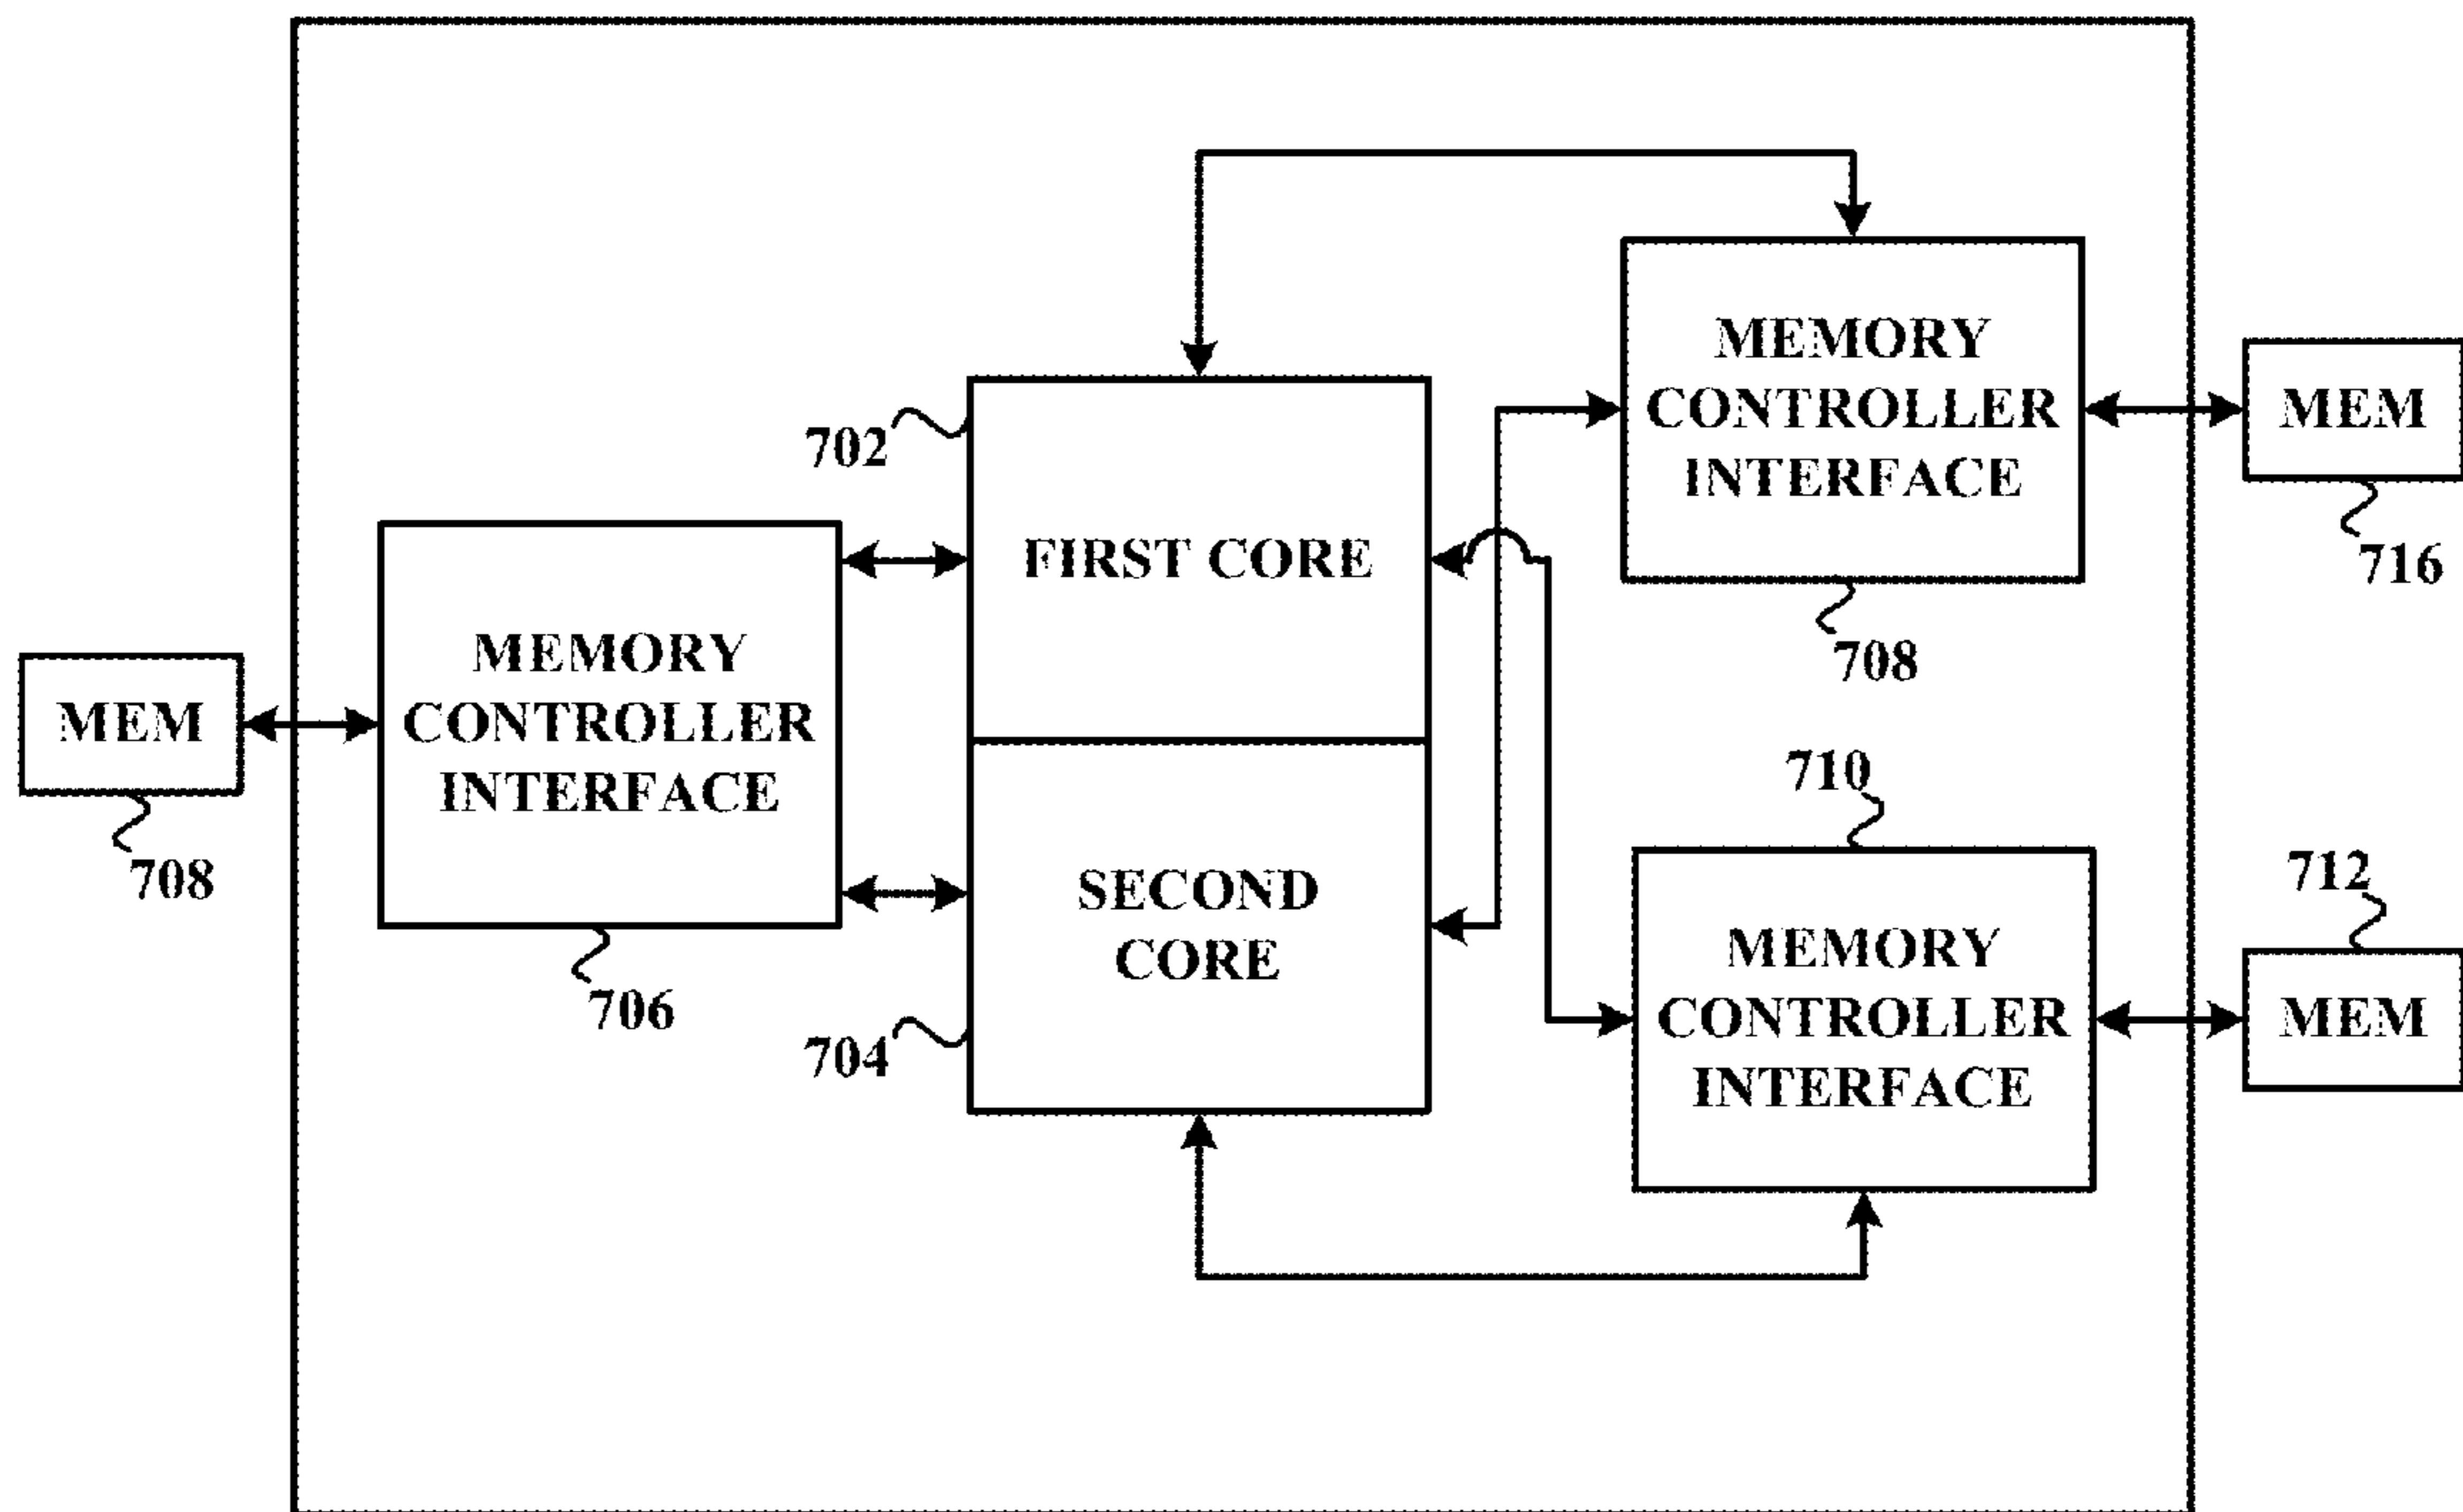 MEMORY
CONTROLLER
INTERFACE
MEM
702
716
FIRST CORE
708
MEMORY
CONTROLLER
INTERFACE
MEM
708
706
710
SECOND
CORE
704
712
MEMORY
CONTROLLER
INTERFACE
MEM